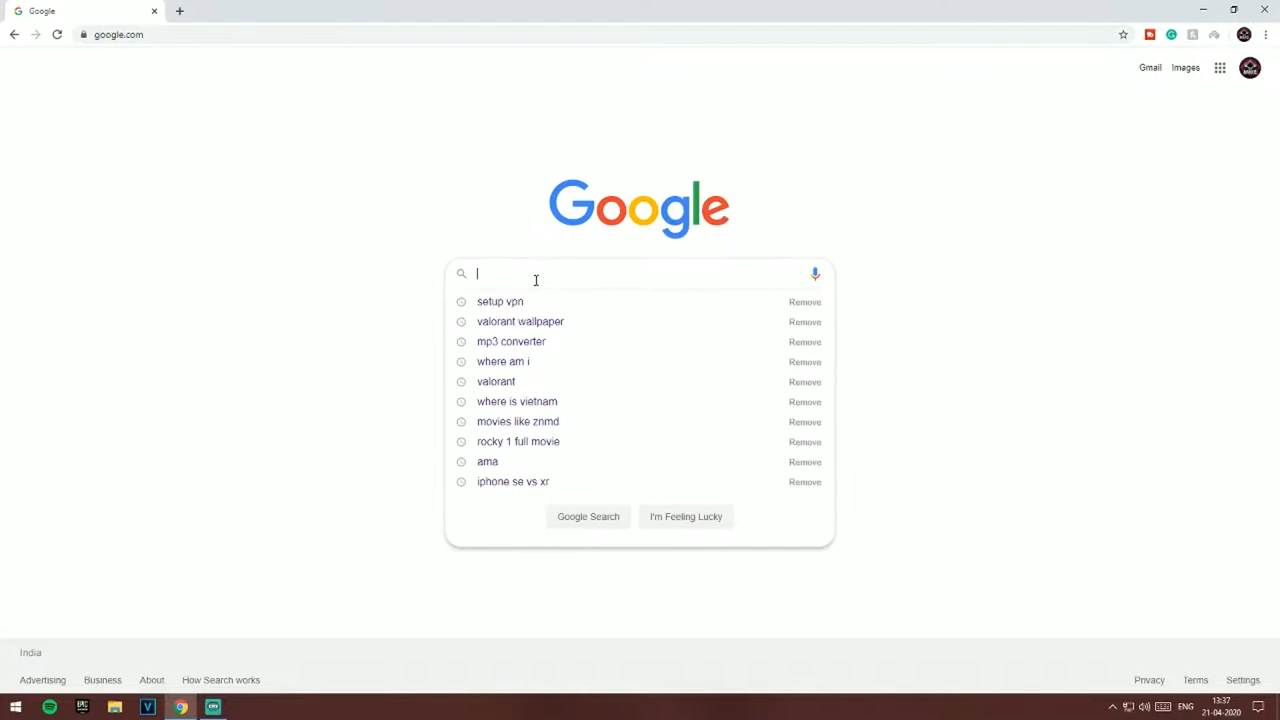 Google
google.com
Gmail Images
Google
setup vpn Remove
valorant wallpaper Remove
mp3 converter Remove
where am i Remove
valorant Remove
where is vietnam Remove
movies like znmd Remove
rocky 1 full movie Remove
ama Remove
iphone se vs xr Remove
Google Search I'm Feeling Lucky
India
Advertising Business About How Search works Privacy Terms Settings
EPIC V ENG 13:37
21-04-2020